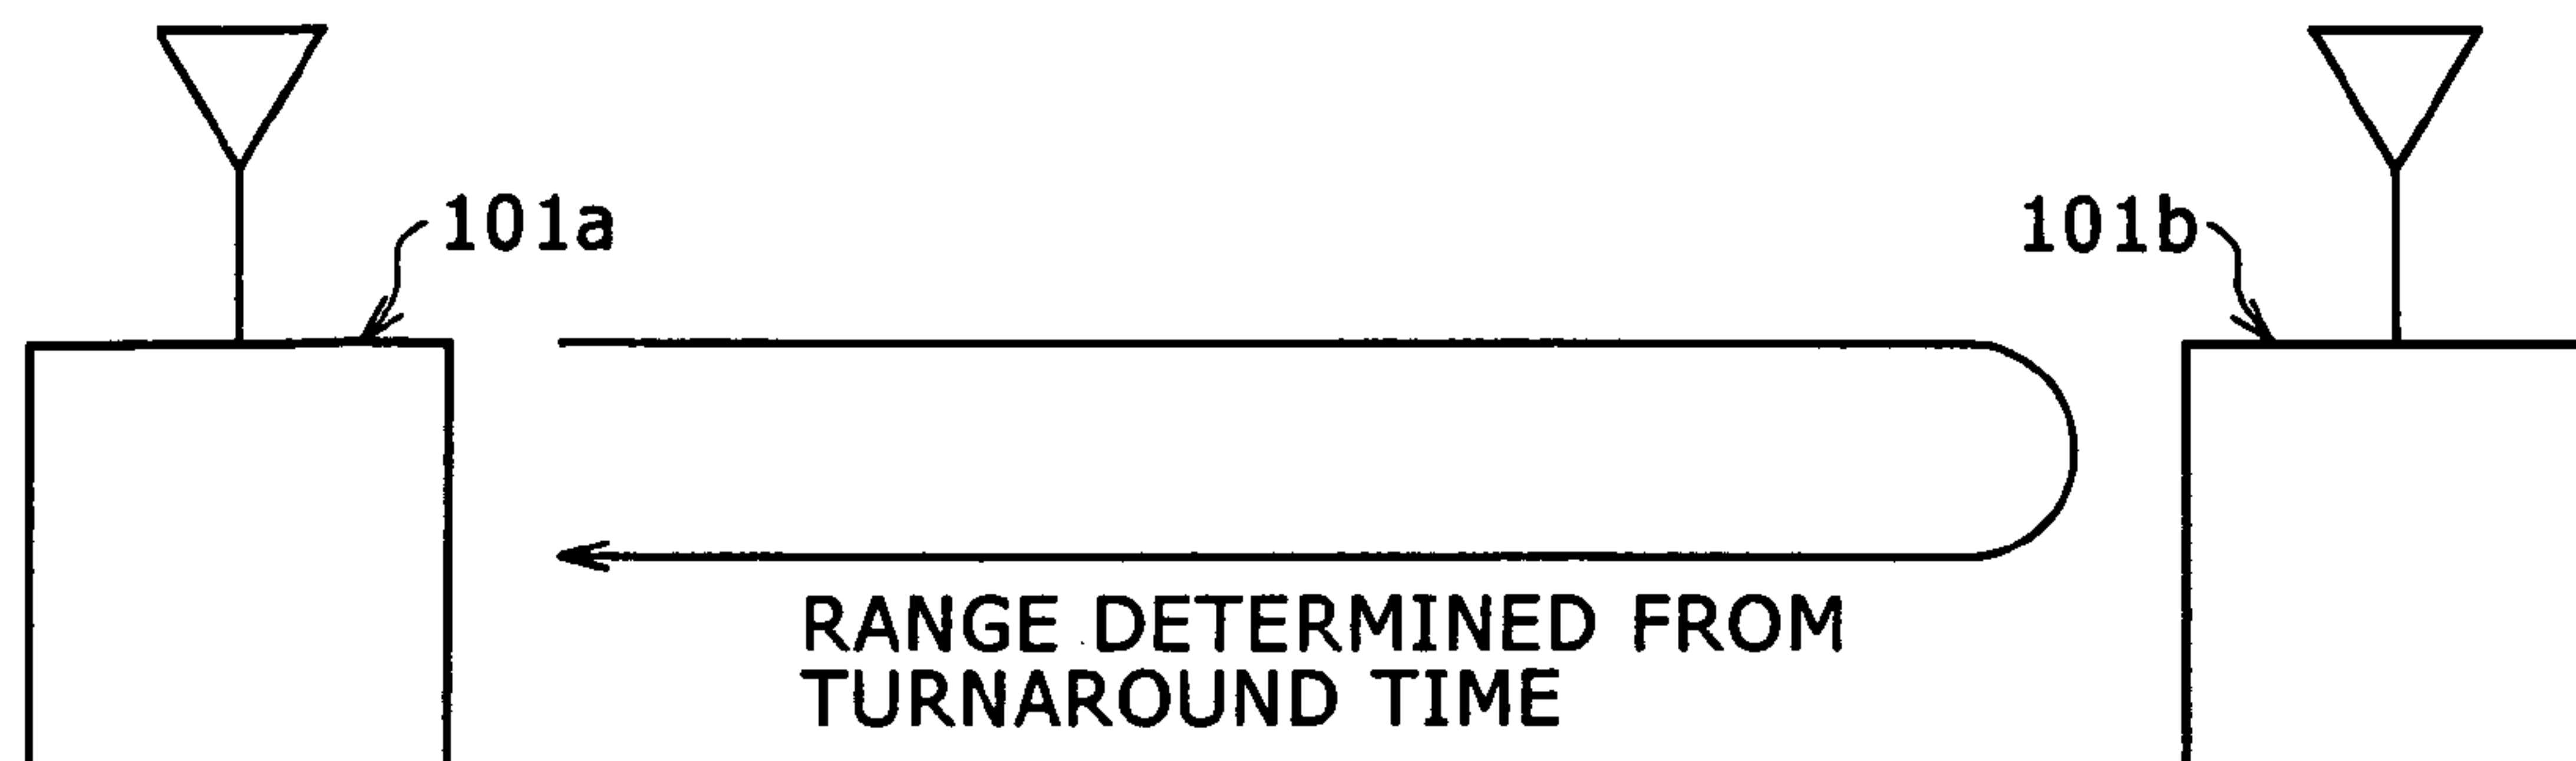 101a
101b
RANGE DETERMINED FROM
TURNAROUND TIME